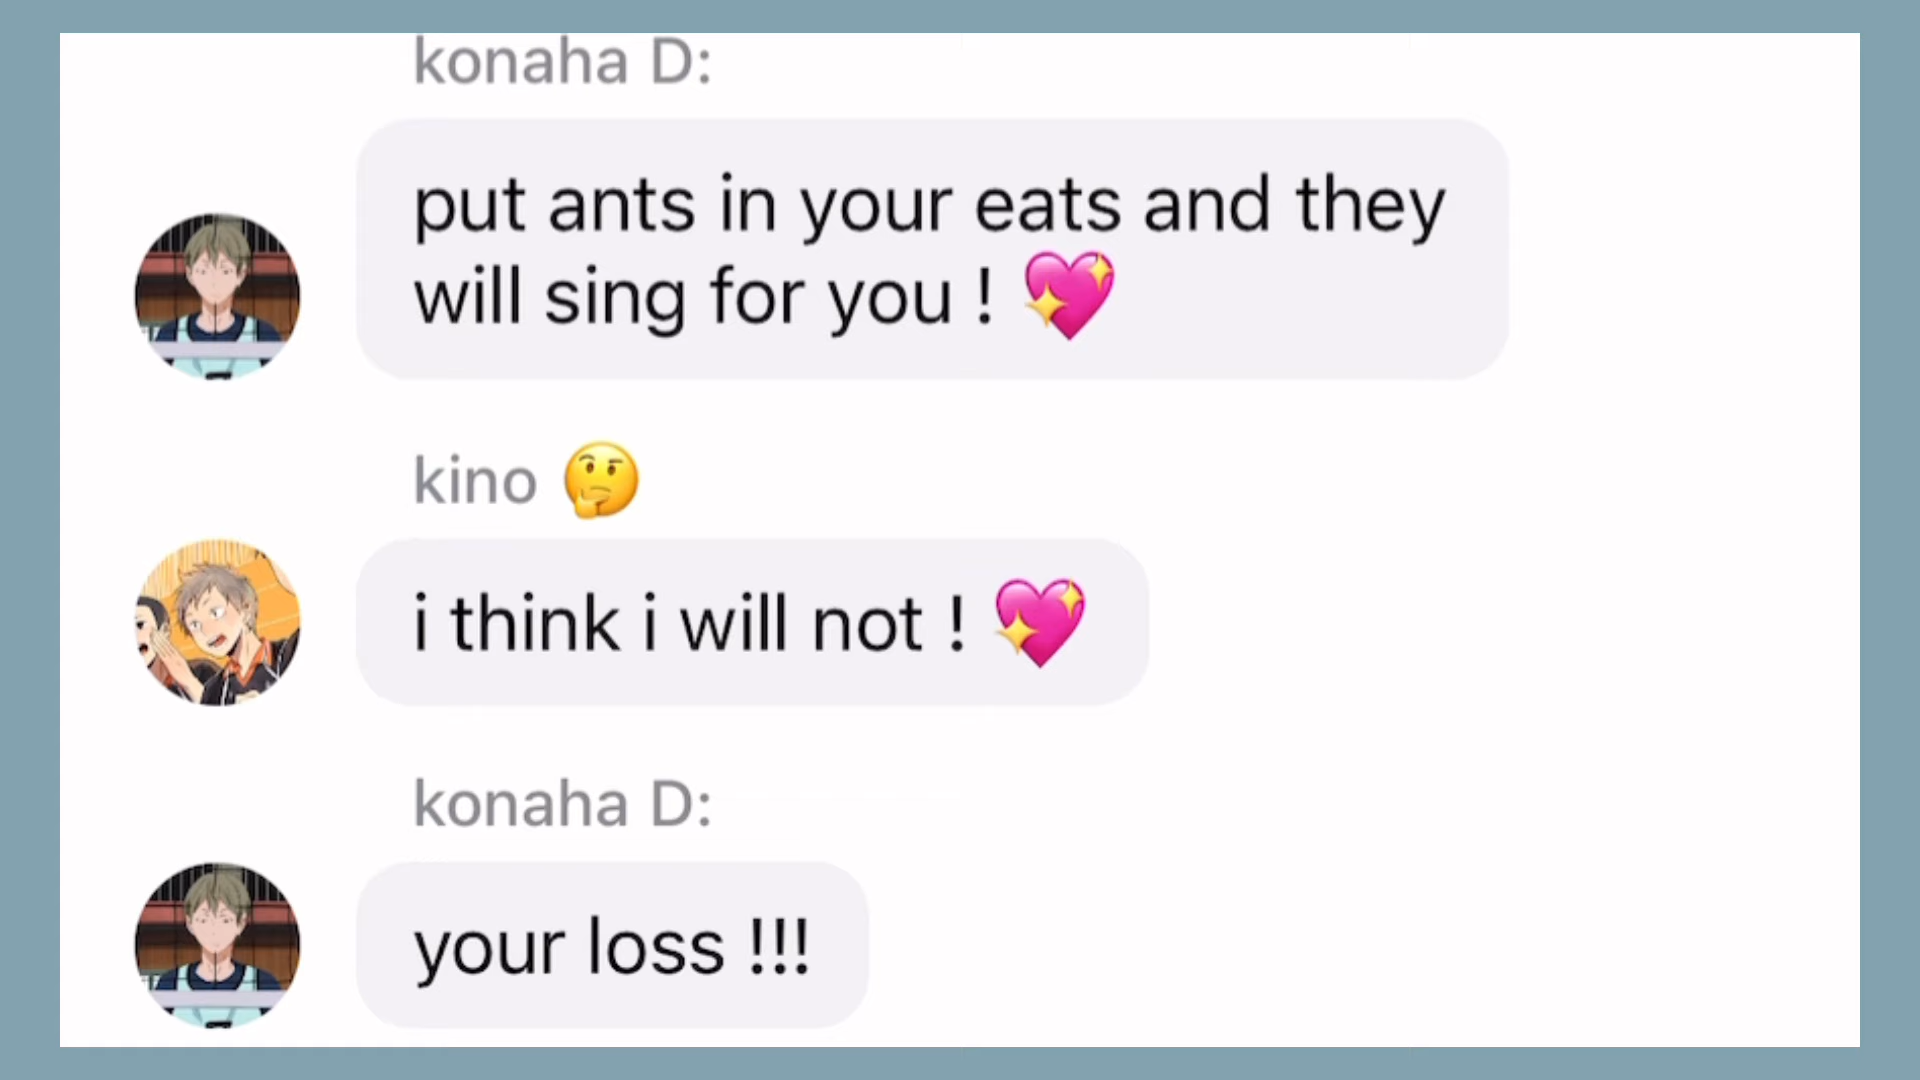 konaha D:
put ants in your eats and they
will sing for you ! 💖
kino 🤔
i think i will not ! 💖
konaha D:
your loss !!!